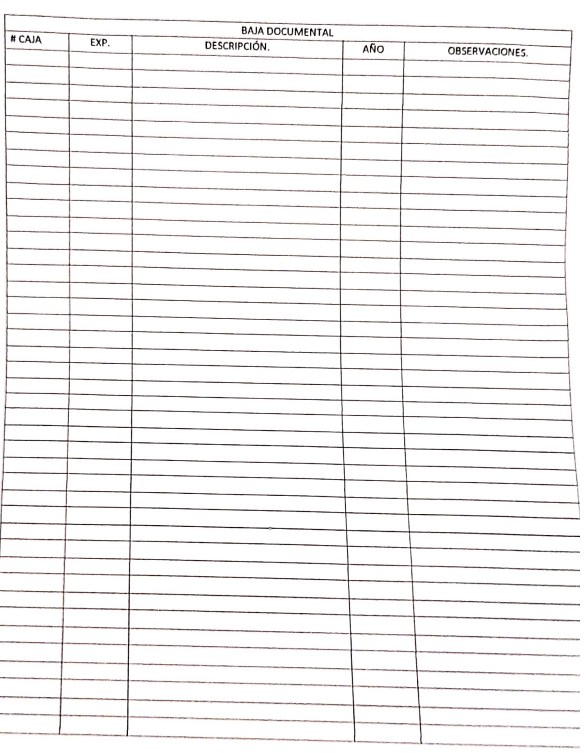 BAJA DOCUMENTAL
# CAJA EXP. DESCRIPCIÓN. AÑO OBSERVACIONES.